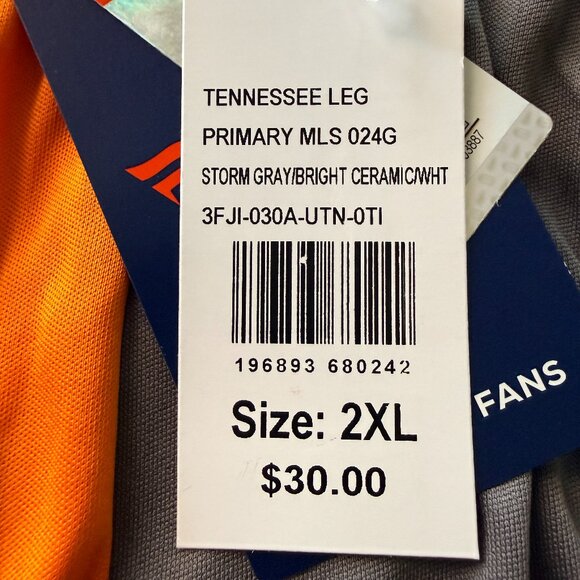 TENNESSEE LEG
PRIMARY MLS 024G
STORM GRAY/BRIGHT CERAMIC/WHT
3FJI-030A-UTN-0TI
196893 680242
Size: 2XL
$30.00
FANS
03887